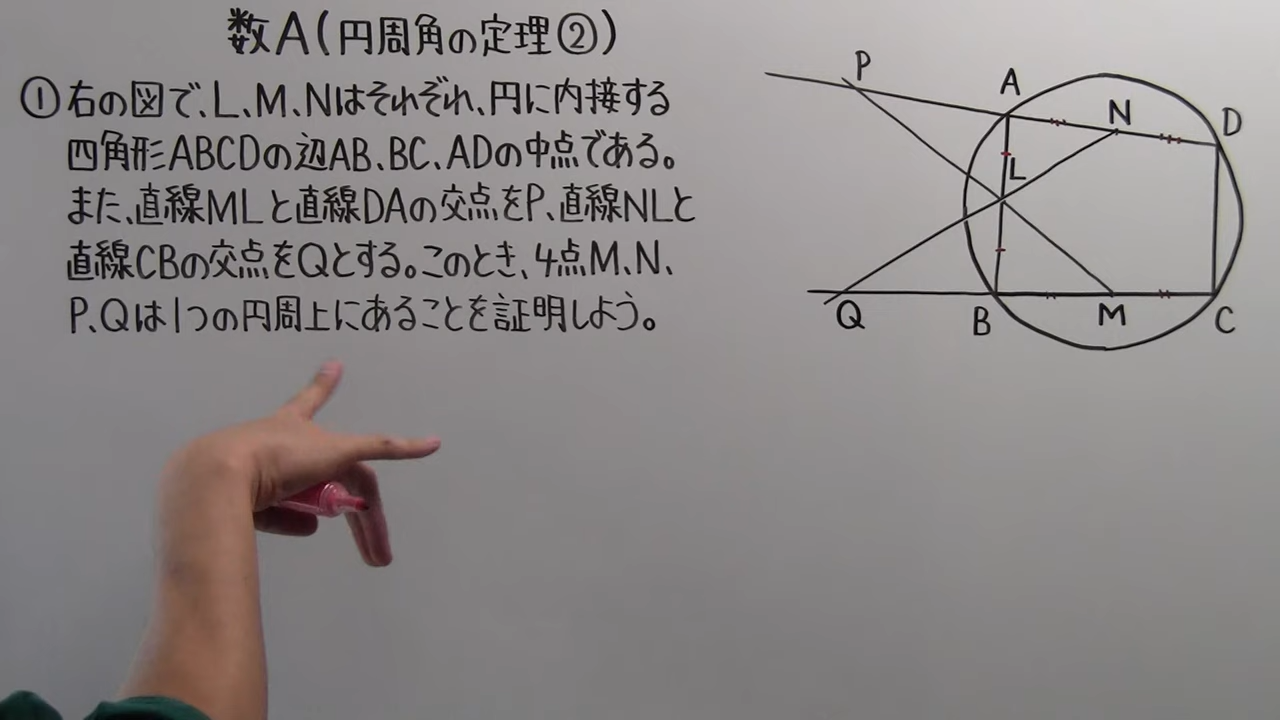 数A(円周角の定理②)
①右の図で、L、M、Nはそれぞれ、円に内接する
四角形ABCDの辺AB、BC、ADの中点である。
また、直線MLと直線DAの交点をP、直線NLと
直線CBの交点をQとする。このとき、4点M、N、
P、Qは1つの円周上にあることを証明しよう。
P
A
N
D
L
Q
B
M
C